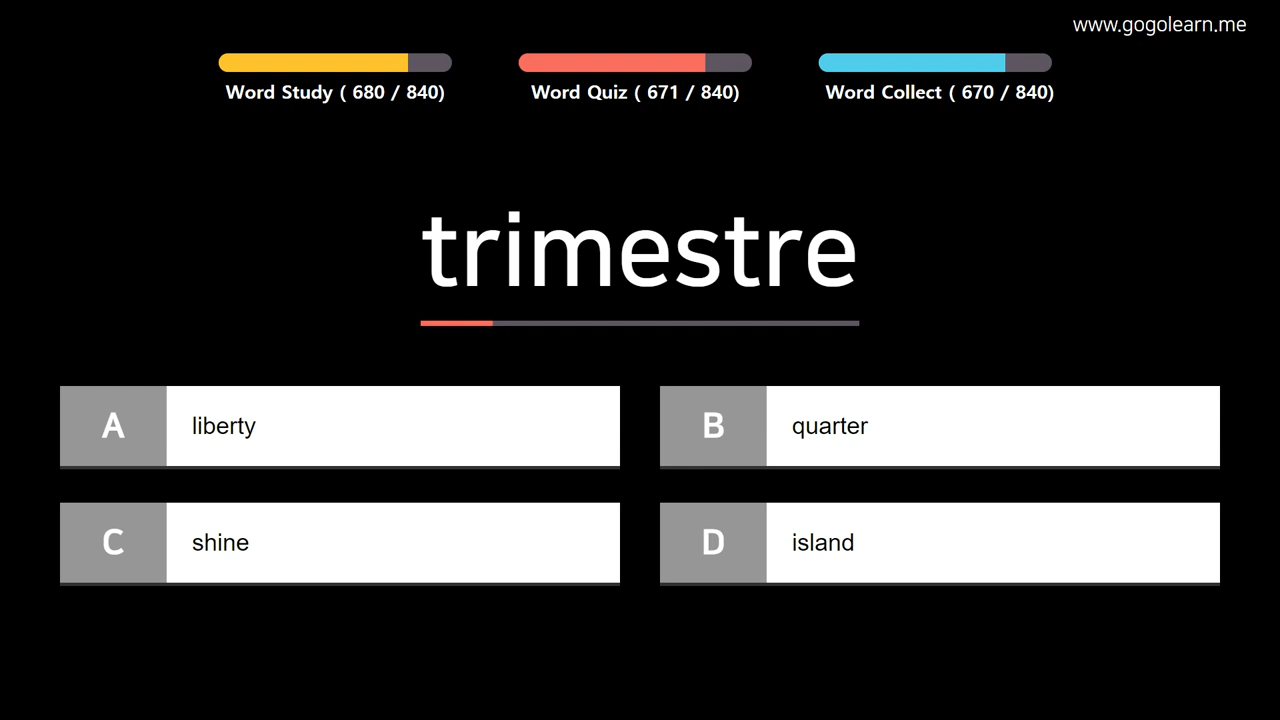 www.gogolearn.me
Word Study ( 680 / 840)
Word Quiz ( 671 / 840)
Word Collect ( 670 / 840)
trimestre
A liberty
B quarter
C shine
D island